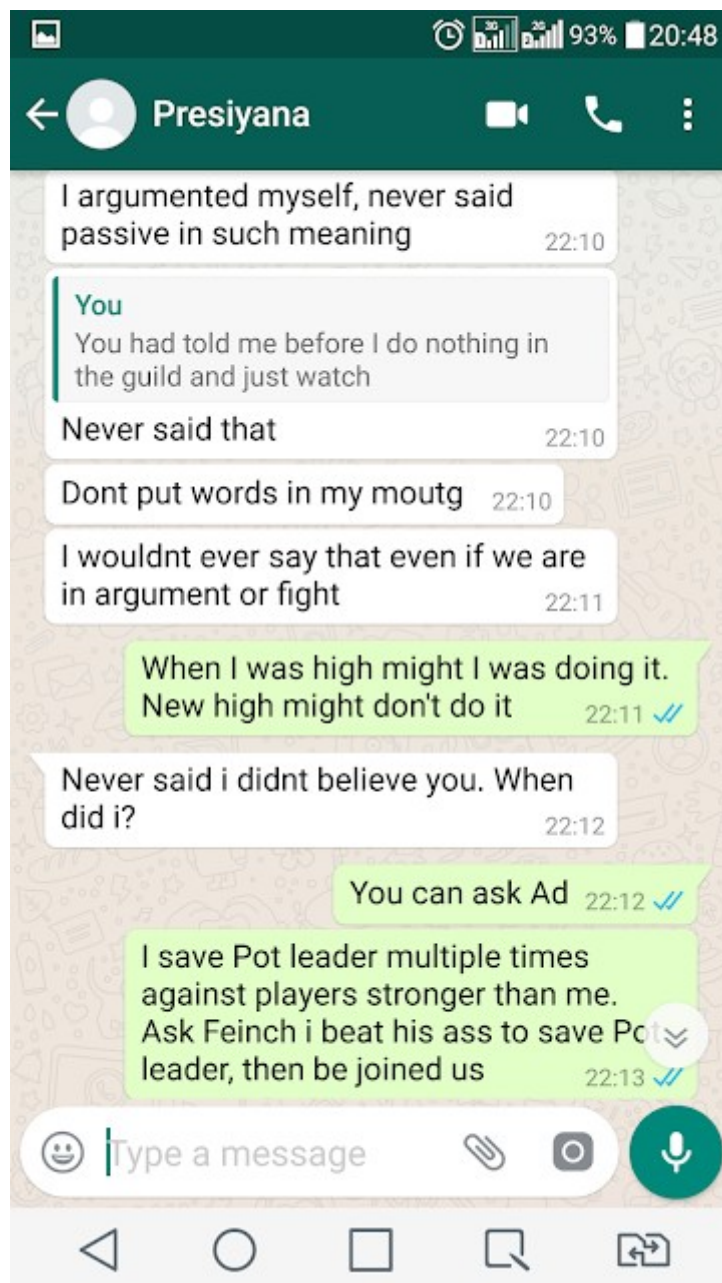 93% 20:48
Presiyana
I argumented myself, never said
passive in such meaning
22:10
You
You had told me before I do nothing in
the guild and just watch
Never said that
22:10
Dont put words in my moutg 22:10
I wouldnt ever say that even if we are
in argument or fight
22:11
When I was high might I was doing it.
New high might don't do it
22:11
Never said i didnt believe you. When
did i?
22:12
You can ask Ad 22:12
I save Pot leader multiple times
against players stronger than me.
Ask Feinch i beat his ass to save Pot
leader, then be joined us
22:13
Type a message